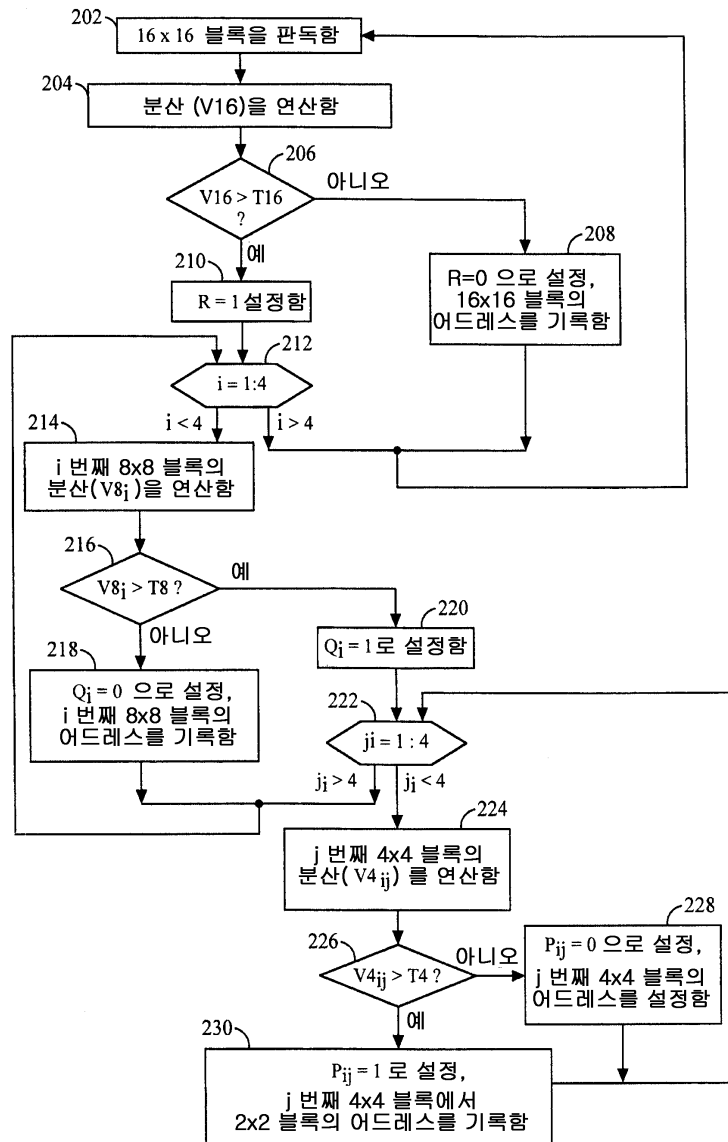 202
16 x 16 블록을 판독함
204
분산 (V16)을 연산함
206
V16 > T16
?
아니오
예
208
R=0 으로 설정,
16x16 블록의
어드레스를 기록함
210
R = 1 설정함
212
i = 1:4
i < 4
i > 4
214
i 번째 8x8 블록의
분산(V8i)을 연산함
216
V8i > T8 ?
예
아니오
218
Qi = 0 으로 설정,
i 번째 8x8 블록의
어드레스를 기록함
220
Qi = 1로 설정함
222
ji = 1 : 4
ji > 4
ji < 4
224
j 번째 4x4 블록의
분산(V4ij) 를 연산함
226
V4ij > T4 ?
아니오
예
228
Pij = 0 으로 설정,
j 번째 4x4 블록의
어드레스를 설정함
230
Pij = 1 로 설정,
j 번째 4x4 블록에서
2x2 블록의 어드레스를 기록함